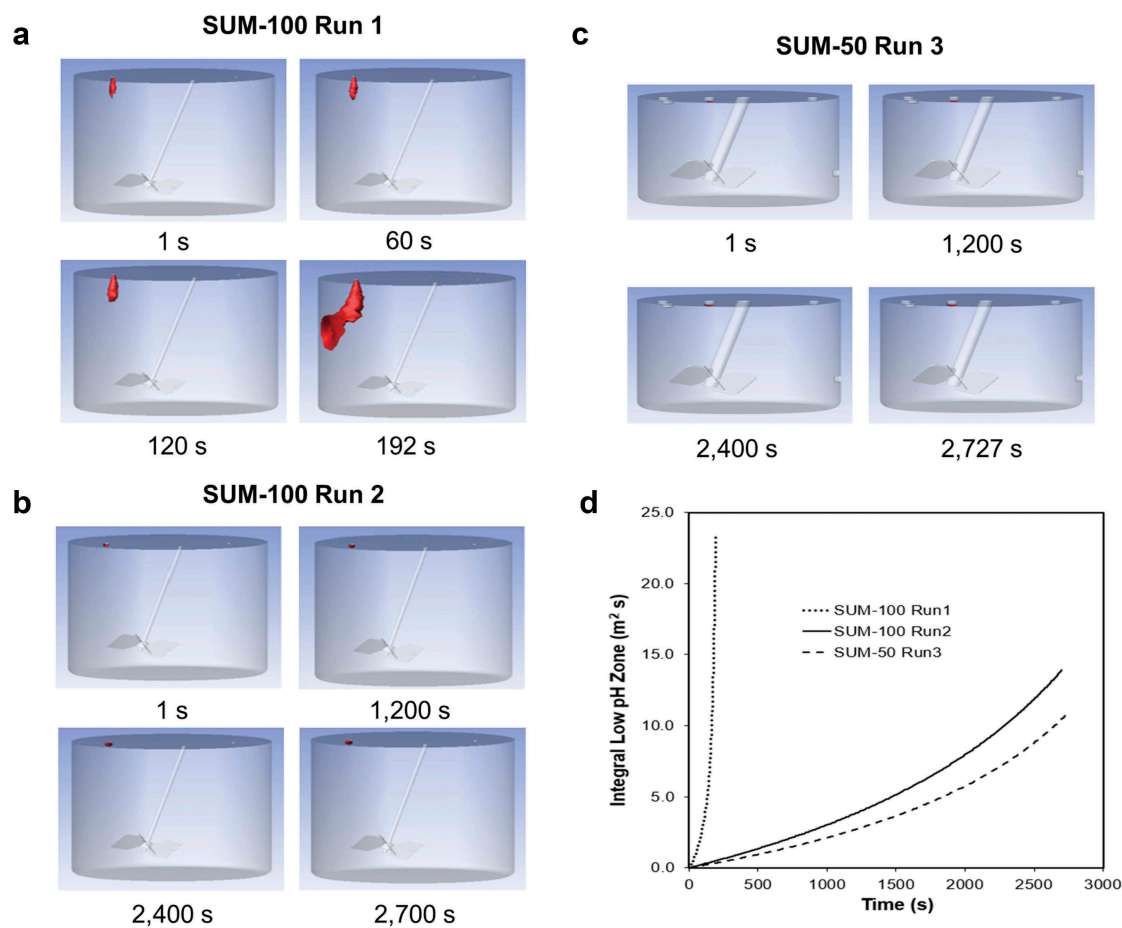 a
SUM-100 Run 1
1 s
60 s
120 s
192 s
b
SUM-100 Run 2
1 s
1,200 s
2,400 s
2,700 s
c
SUM-50 Run 3
1 s
1,200 s
2,400 s
2,727 s
d
25.0
20.0
15.0
10.0
5.0
0.0
Integral Low pH Zone (m² s)
SUM-100 Run1
SUM-100 Run2
SUM-50 Run3
0 500 1000 1500 2000 2500 3000
Time (s)